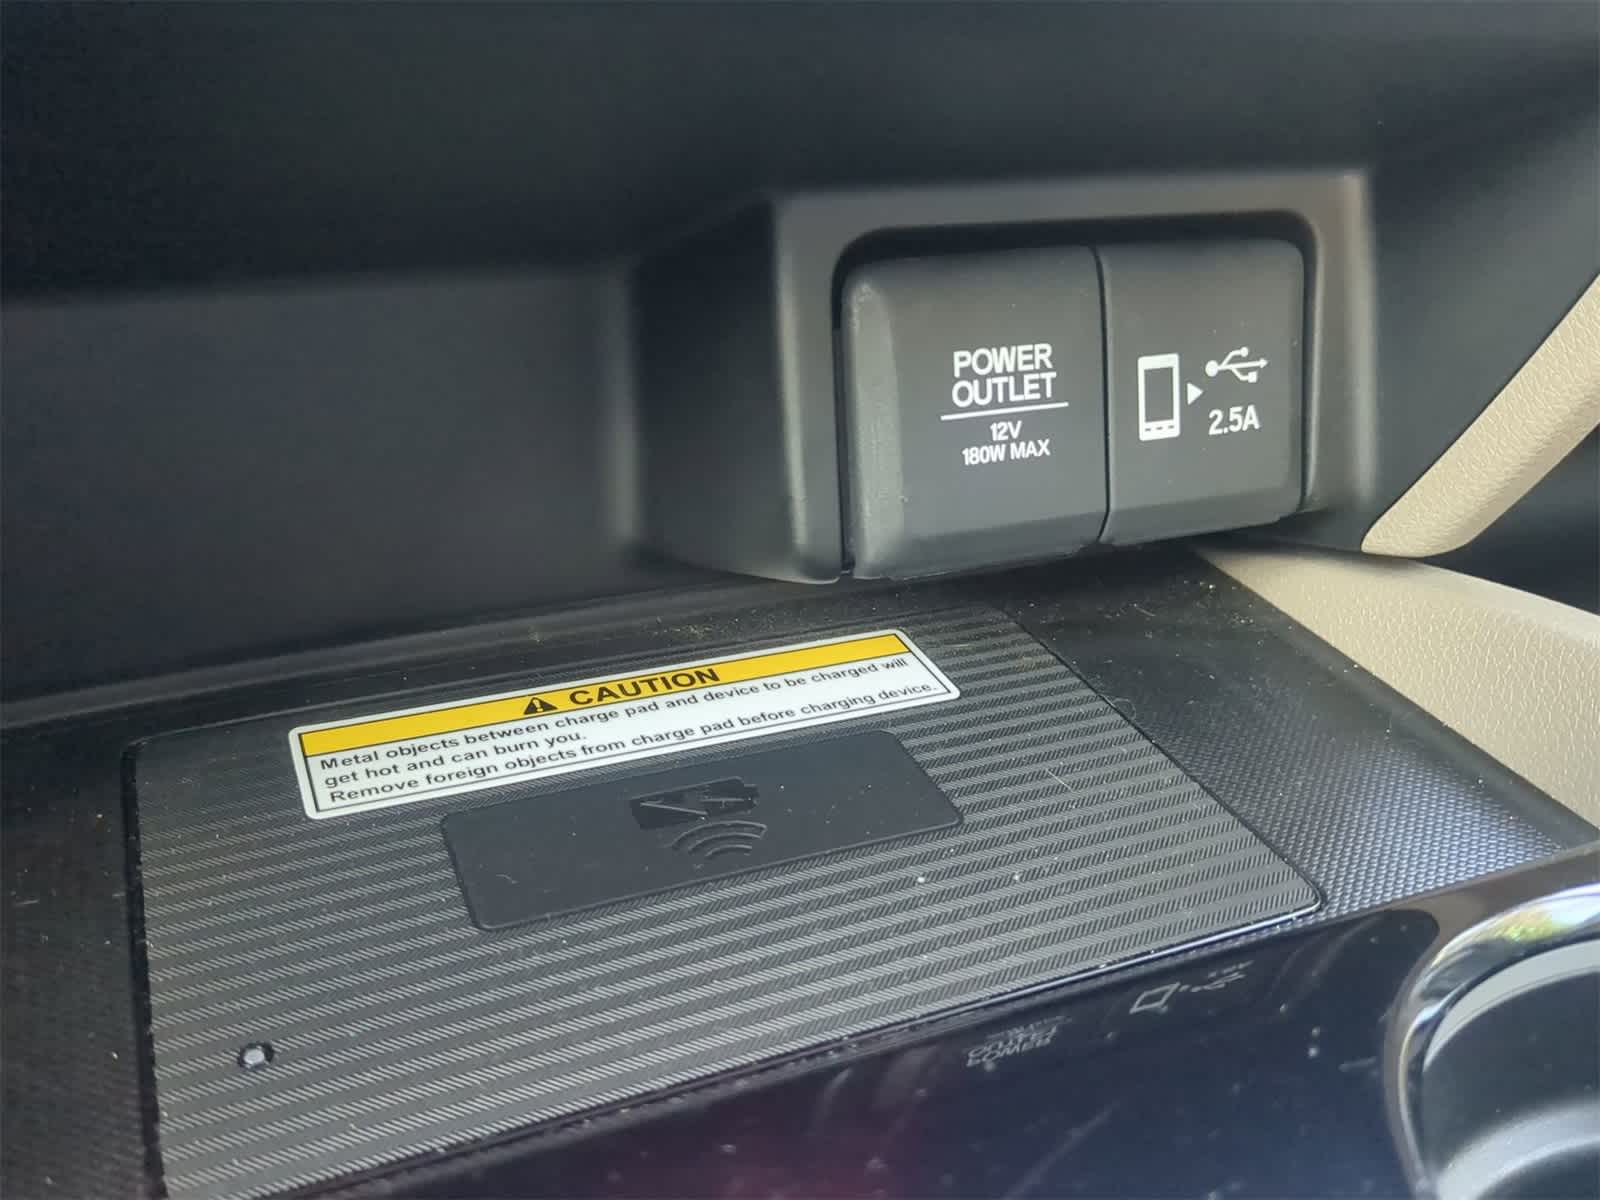 POWER
OUTLET
12V
180W MAX
2.5A
CAUTION
Metal objects between charge pad and device to be charged will
get hot and can burn you.
Remove foreign objects from charge pad before charging device.